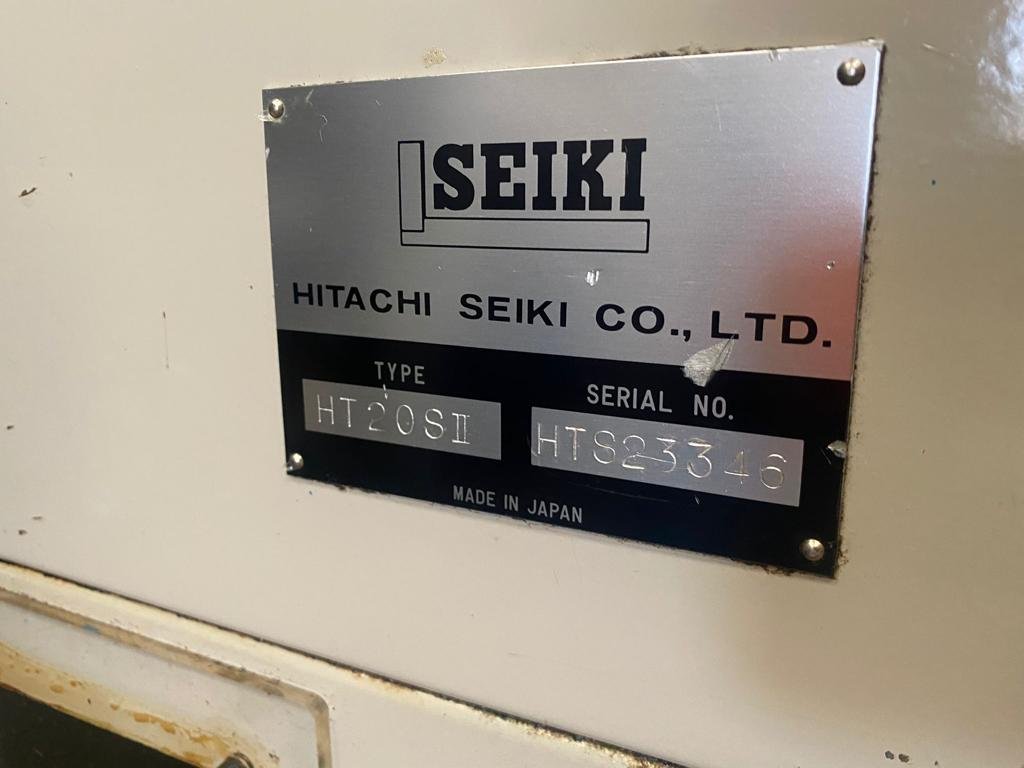 SEIKI
HITACHI SEIKI CO., LTD.
TYPE
SERIAL NO.
HT20SII
HTS23346
MADE IN JAPAN